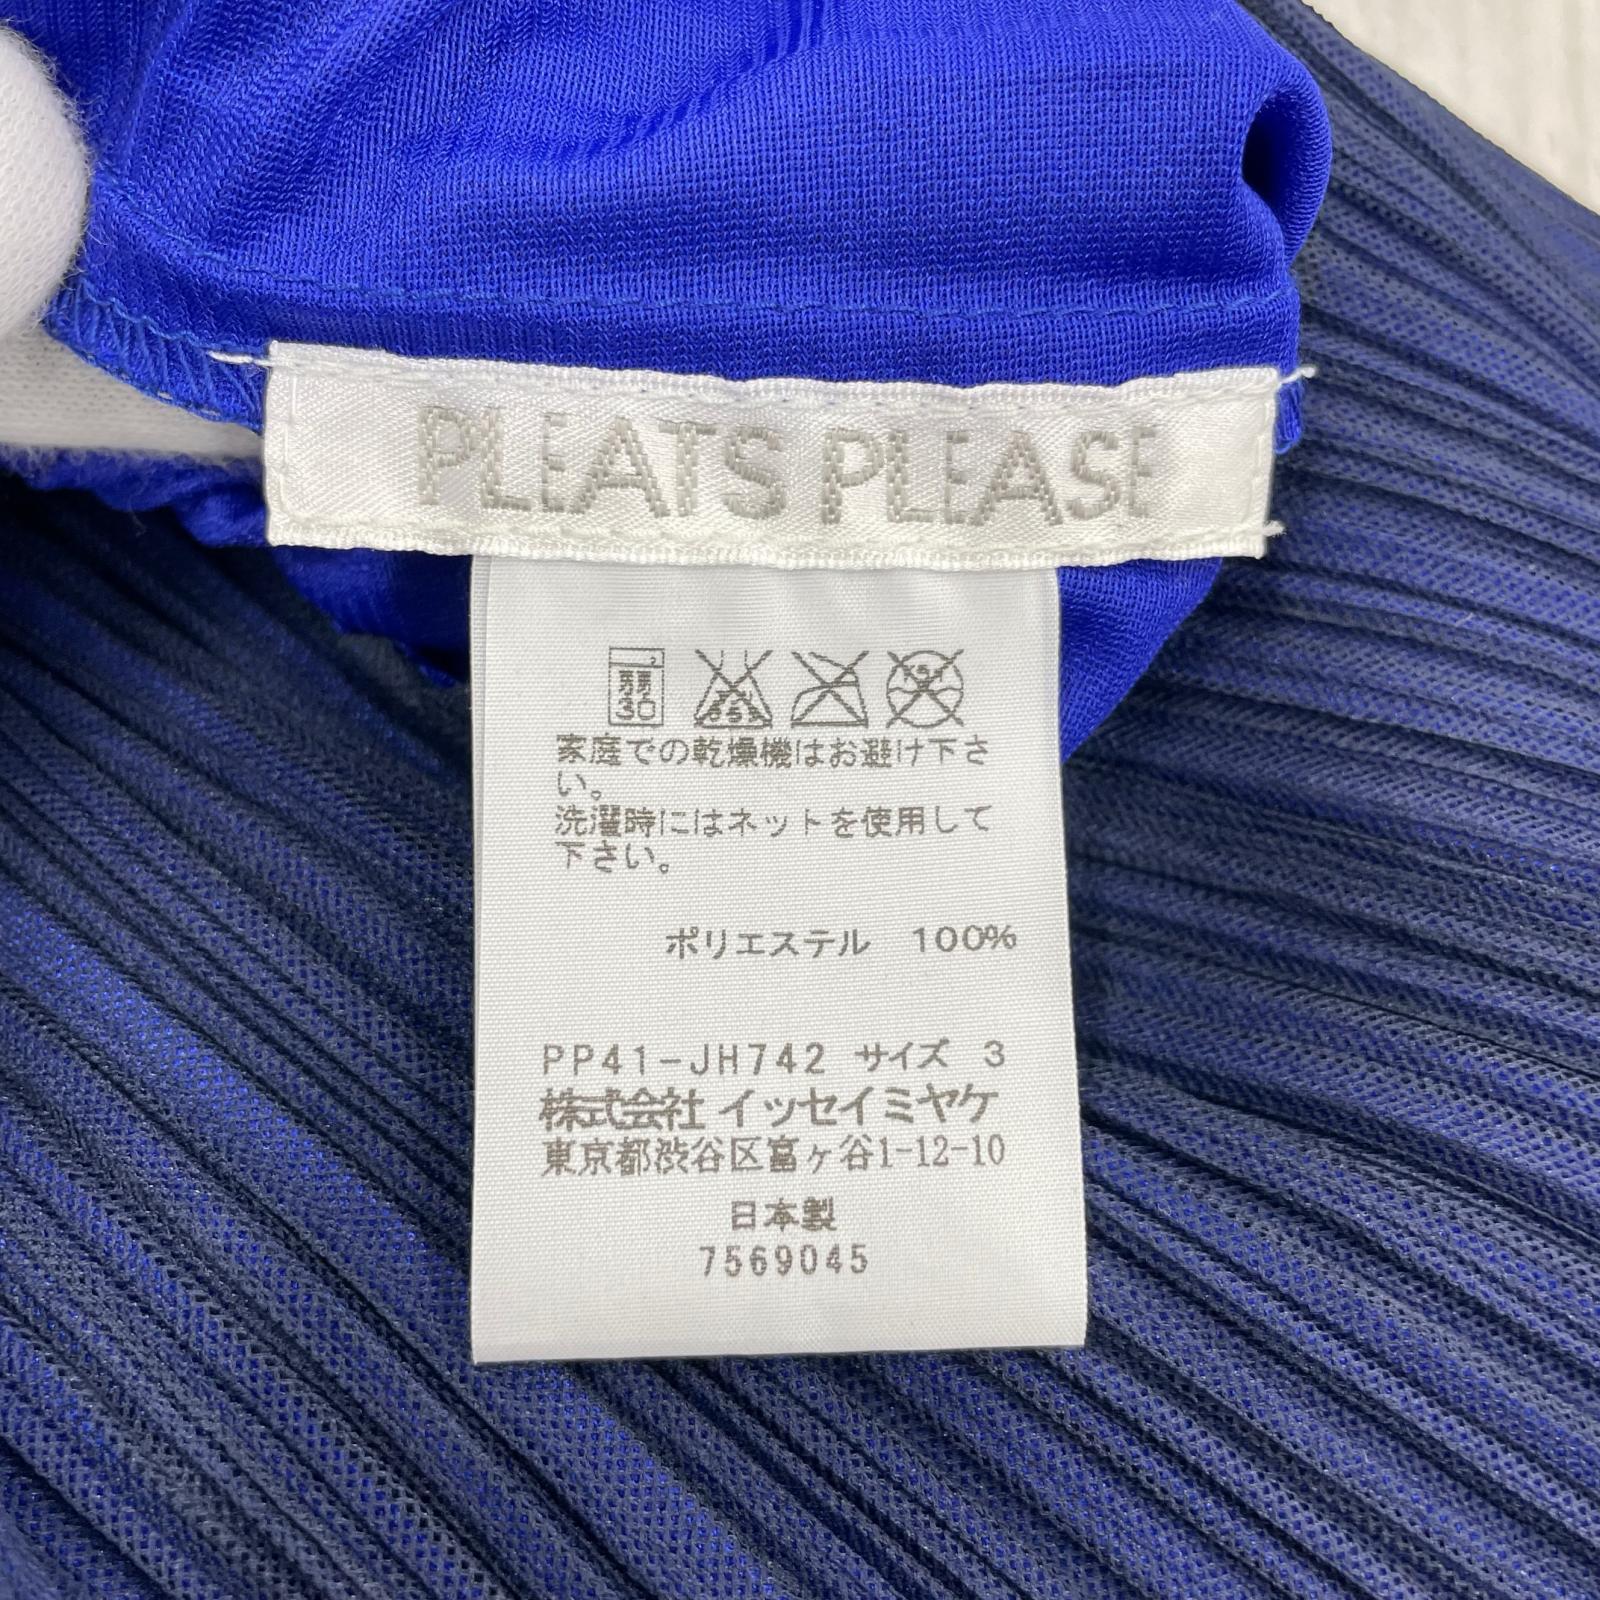 PLEATS PLEASE
弱
30
家庭での乾燥機はお避け下さ
い。
洗濯時にはネットを使用して
下さい。
ポリエステル 100%
PP41-JH742 サイズ 3
株式会社 イッセイミヤケ
東京都渋谷区富ヶ谷1-12-10
日本製
7569045